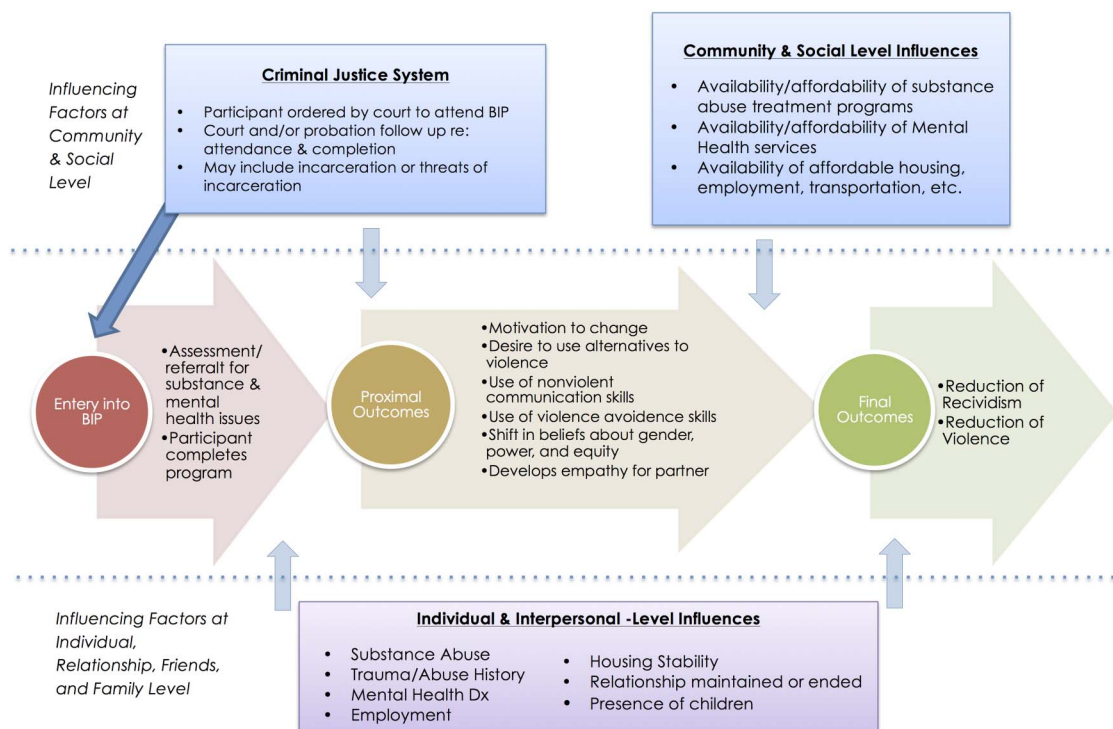 Influencing
Factors at
Community
& Social
Level
Criminal Justice System
• Participant ordered by court to attend BIP
• Court and/or probation follow up re:
attendance & completion
• May include incarceration or threats of
incarceration
Community & Social Level Influences
• Availability/affordability of substance
abuse treatment programs
• Availability/affordability of Mental
Health services
• Availability of affordable housing,
employment, transportation, etc.
Entery into
BIP
•Assessment/
referralt for
substance &
mental
health issues
•Participant
completes
program
Proximal
Outcomes
•Motivation to change
•Desire to use alternatives to
violence
•Use of nonviolent
communication skills
•Use of violence avoidence skills
•Shift in beliefs about gender,
power, and equity
•Develops empathy for partner
Final
Outcomes
•Reduction of
Recividism
•Reduction of
Violence
Influencing Factors at
Individual,
Relationship, Friends,
and Family Level
Individual & Interpersonal -Level Influences
• Substance Abuse
• Trauma/Abuse History
• Mental Health Dx
• Employment
• Housing Stability
• Relationship maintained or ended
• Presence of children